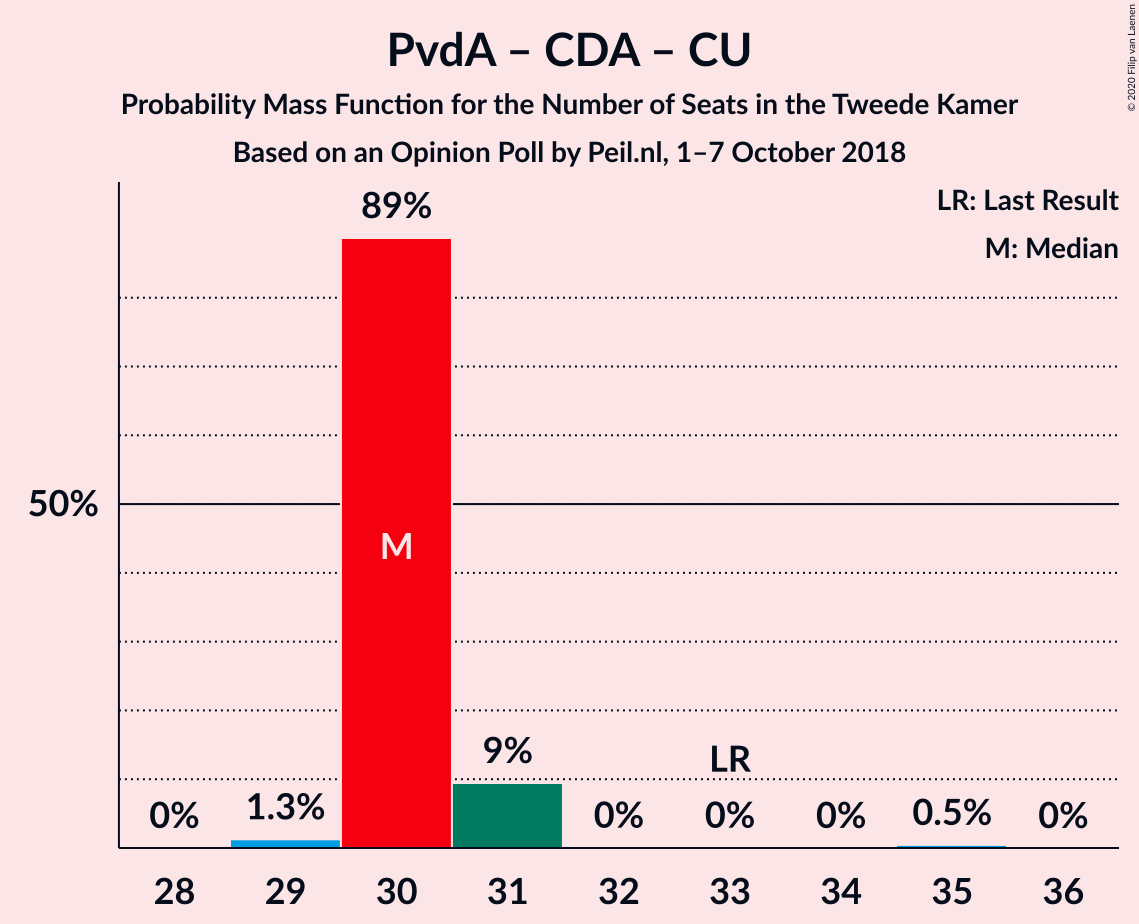 PvdA – CDA – CU
Probability Mass Function for the Number of Seats in the Tweede Kamer
Based on an Opinion Poll by Peil.nl, 1–7 October 2018
© 2020 Filip van Laenen
LR: Last Result
M: Median
89%
50%
M
9%
LR
0%
1.3%
0%
0%
0%
0.5%
0%
28 29 30 31 32 33 34 35 36